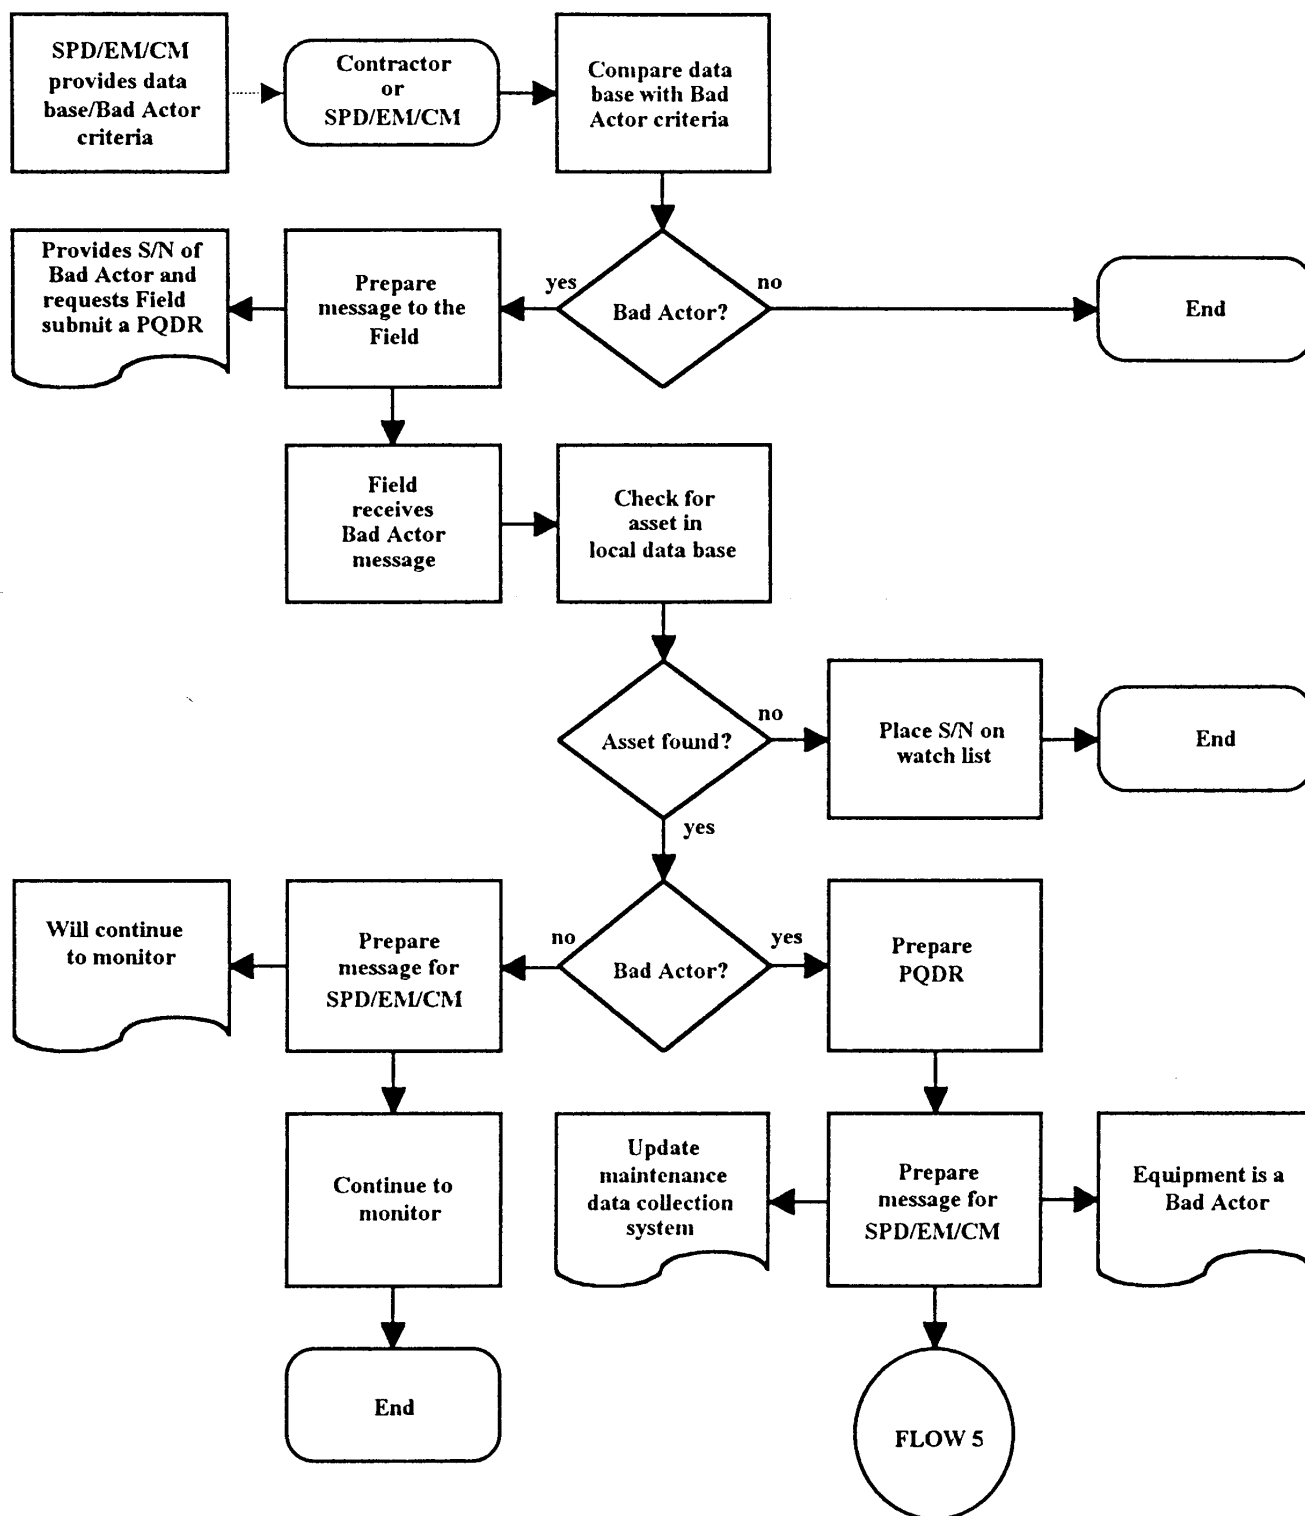 SPD/EM/CM
provides data
base/Bad Actor
criteria
Contractor
or
SPD/EM/CM
Compare data
base with Bad
Actor criteria
Provides S/N of
Bad Actor and
requests Field
submit a PQDR
Prepare
message to the
Field
yes
Bad Actor?
no
End
Field
receives
Bad Actor
message
Check for
asset in
local data base
Asset found?
no
yes
Place S/N on
watch list
End
Will continue
to monitor
Prepare
message for
SPD/EM/CM
no
Bad Actor?
yes
Prepare
PQDR
Continue to
monitor
Update
maintenance
data collection
system
Prepare
message for
SPD/EM/CM
Equipment is a
Bad Actor
End
FLOW 5